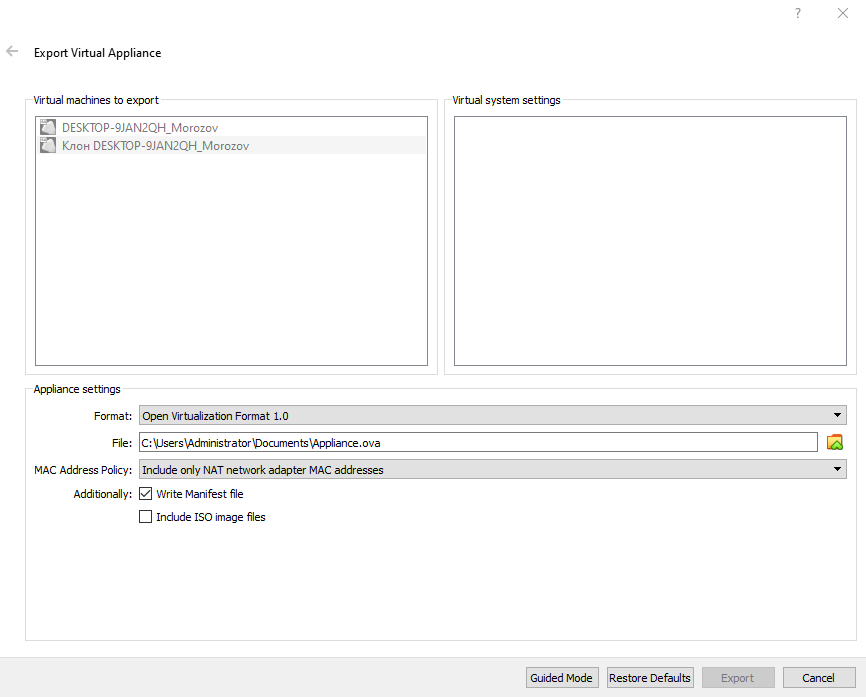 ?
Export Virtual Appliance
Virtual machines to export
DESKTOP-9JAN2QH_Morozov
Клон DESKTOP-9JAN2QH_Morozov
Virtual system settings
Appliance settings
Format: Open Virtualization Format 1.0
File: C:\Users\Administrator\Documents\Appliance.ova
MAC Address Policy: Include only NAT network adapter MAC addresses
Additionally: Write Manifest file
Include ISO image files
Guided Mode Restore Defaults Export Cancel